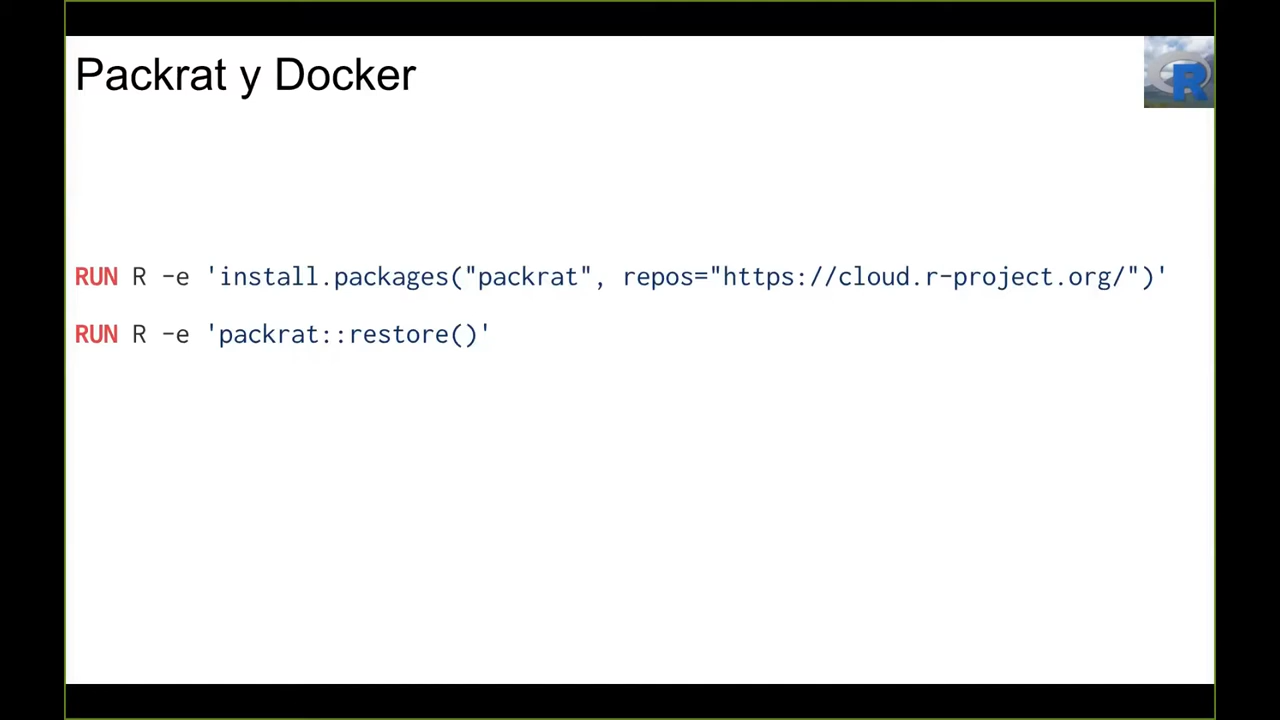 Packrat y Docker
R
RUN R -e 'install.packages("packrat", repos="https://cloud.r-project.org/")'
RUN R -e 'packrat::restore()'